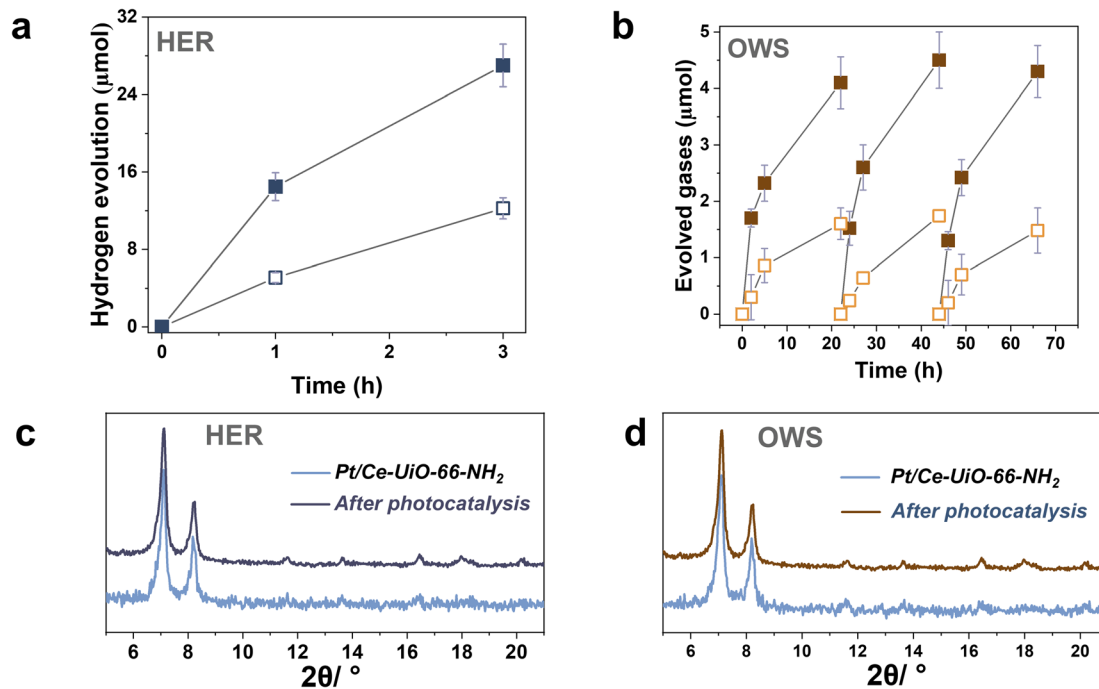 a
HER
Hydrogen evolution (μmol)
32
24
16
8
0
0
1
2
3
Time (h)
b
OWS
Evolved gases (μmol)
5
4
3
2
1
0
0
10
20
30
40
50
60
70
Time (h)
c
HER
Pt/Ce-UiO-66-NH2
After photocatalysis
6
8
10
12
14
16
18
20
2θ/ °
d
OWS
Pt/Ce-UiO-66-NH2
After photocatalysis
6
8
10
12
14
16
18
20
2θ/ °